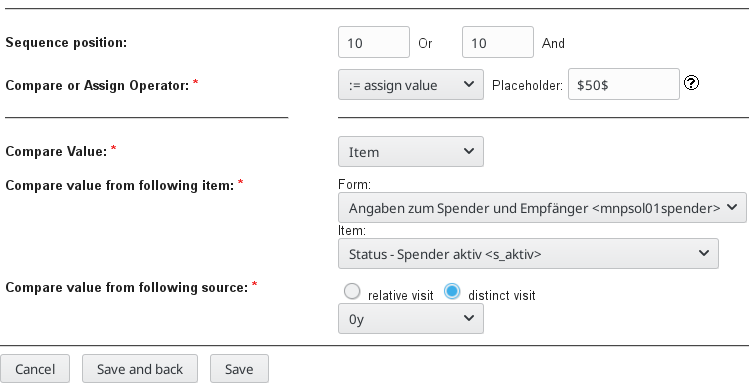 Sequence position: 10 Or 10 And
Compare or Assign Operator: * := assign value Placeholder: $50$ ?
Compare Value: * Item
Compare value from following item: * Form:
Angaben zum Spender und Empfänger <mnpsol01spender>
Item:
Status - Spender aktiv <s_aktiv>
Compare value from following source: * relative visit distinct visit
0y
Cancel Save and back Save